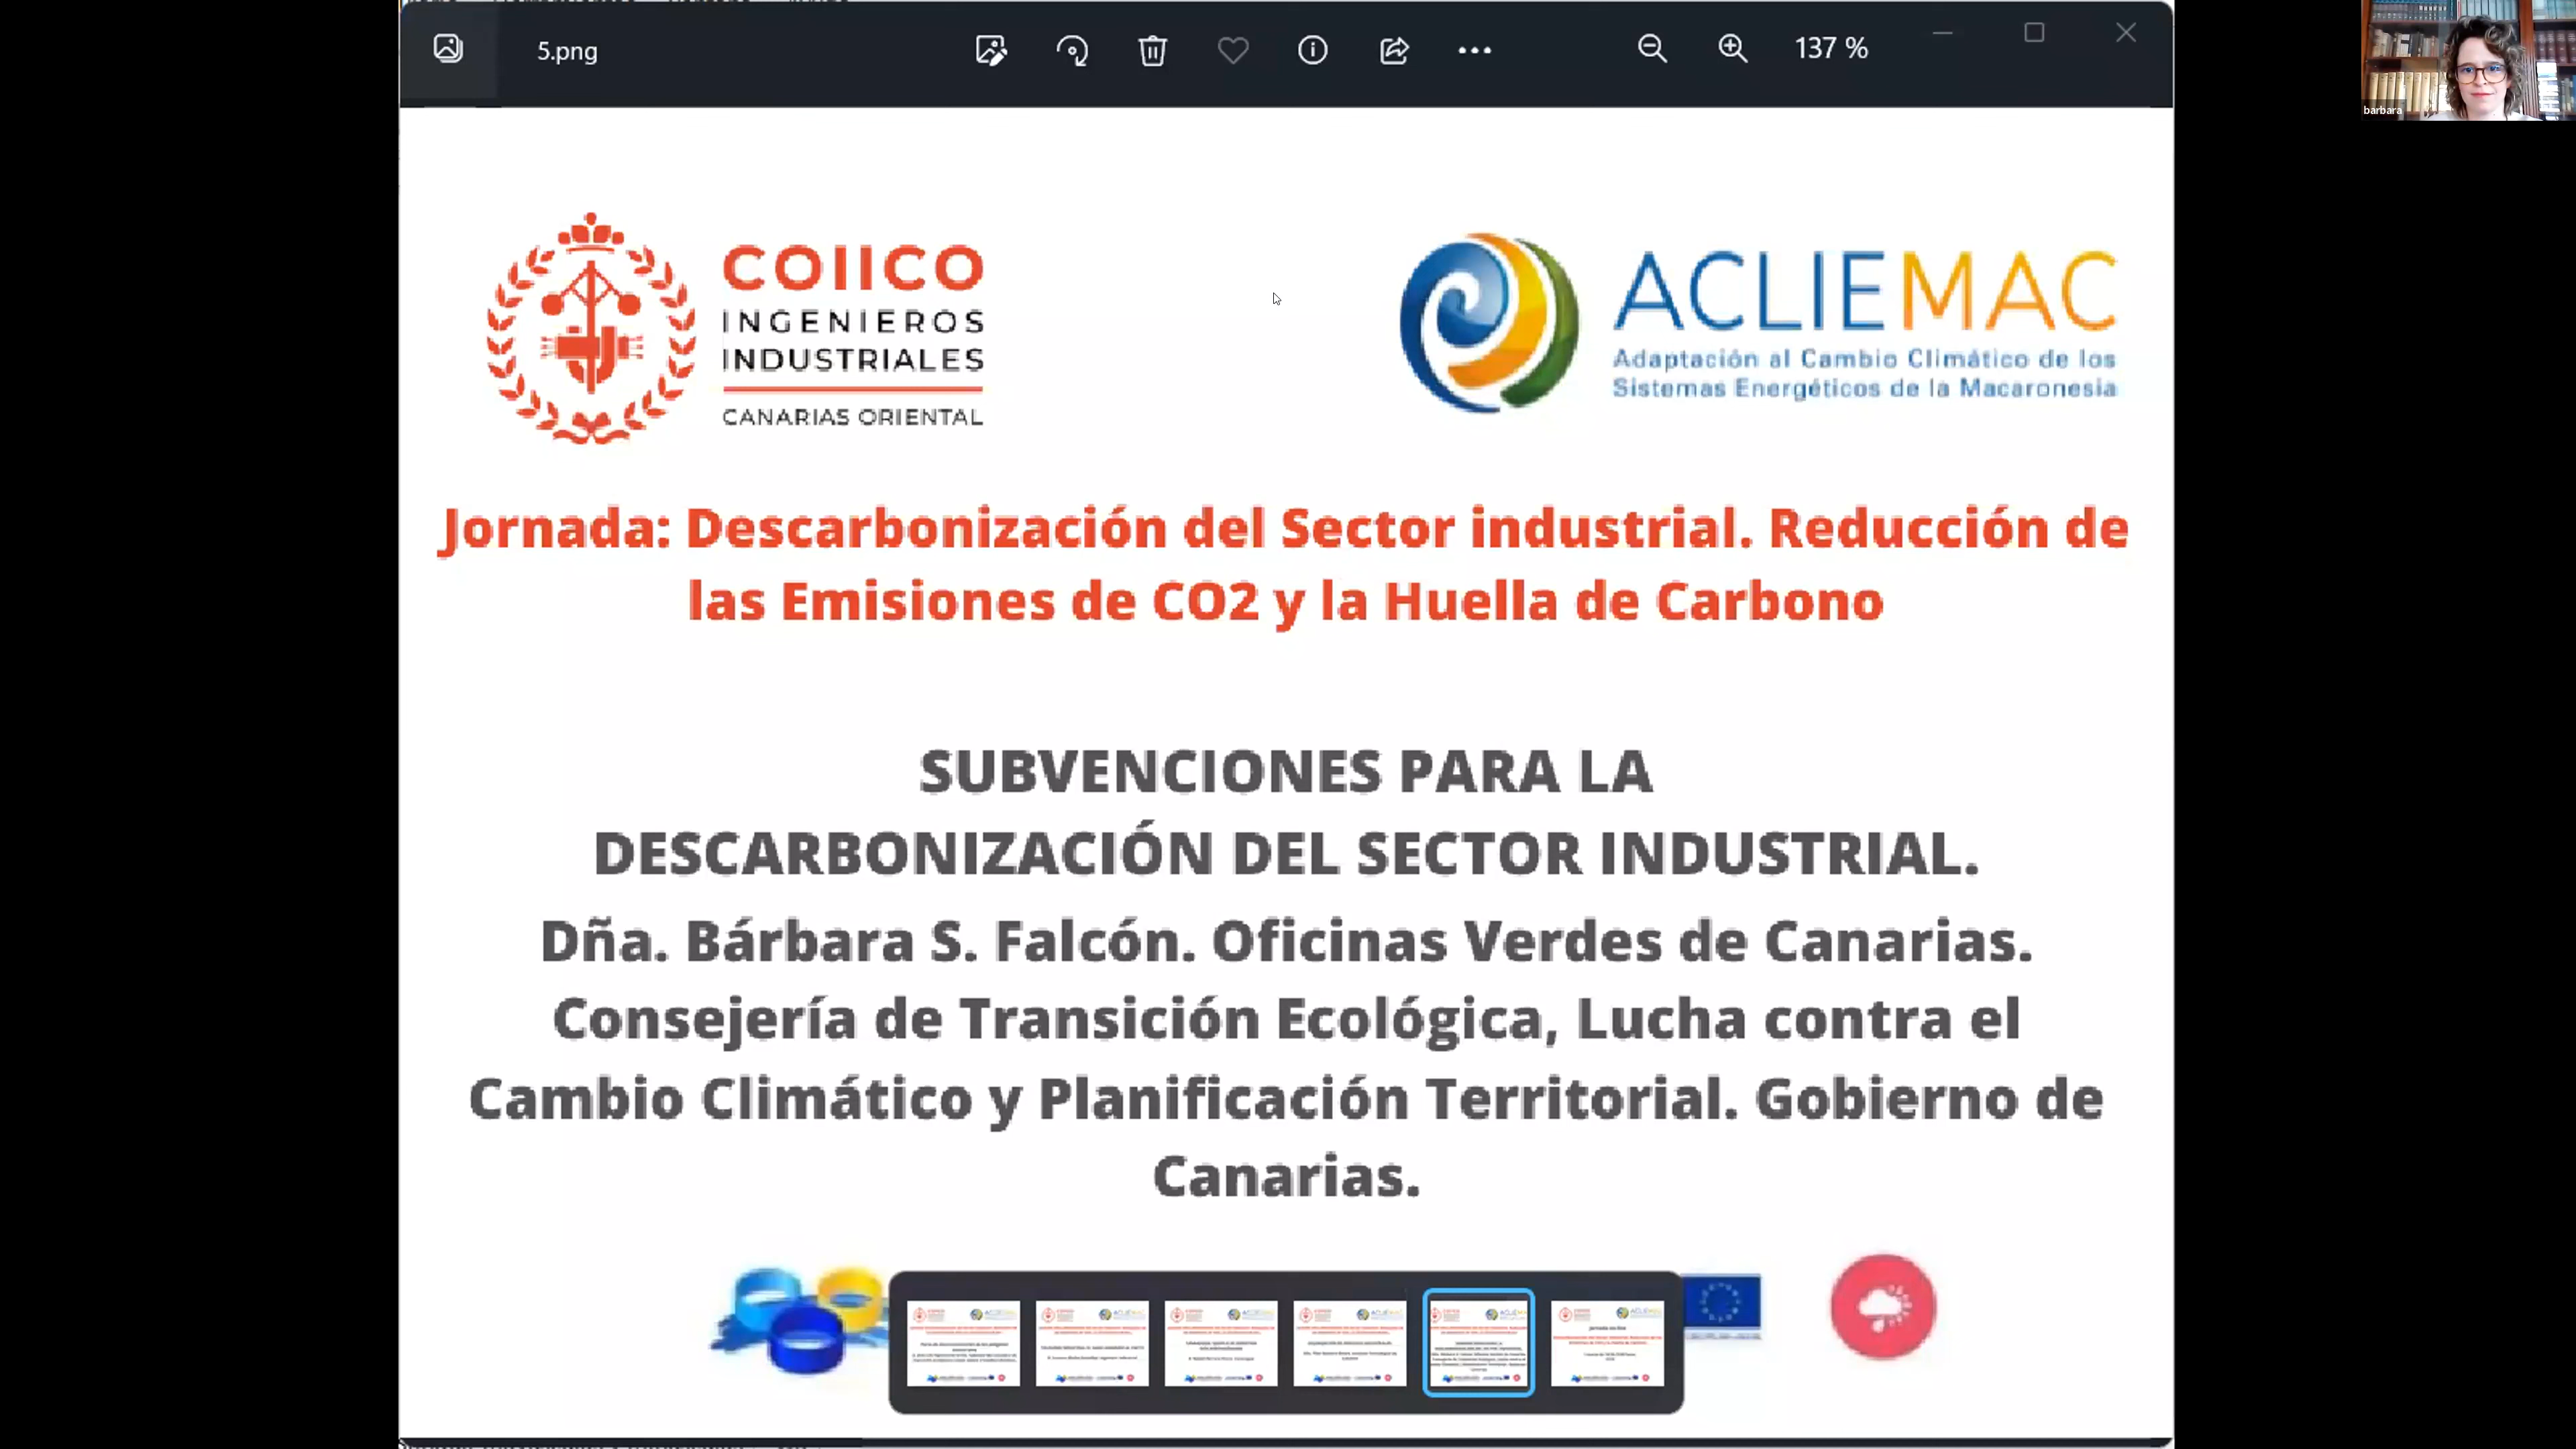 5.png
137 %
barbara
COIICO
INGENIEROS
INDUSTRIALES
CANARIAS ORIENTAL
ACLIEMAC
Adaptación al Cambio Climático de los
Sistemas Energéticos de la Macaronesia
Jornada: Descarbonización del Sector industrial. Reducción de
las Emisiones de CO2 y la Huella de Carbono
SUBVENCIONES PARA LA
DESCARBONIZACIÓN DEL SECTOR INDUSTRIAL.
Dña. Bárbara S. Falcón. Oficinas Verdes de Canarias.
Consejería de Transición Ecológica, Lucha contra el
Cambio Climático y Planificación Territorial. Gobierno de
Canarias.